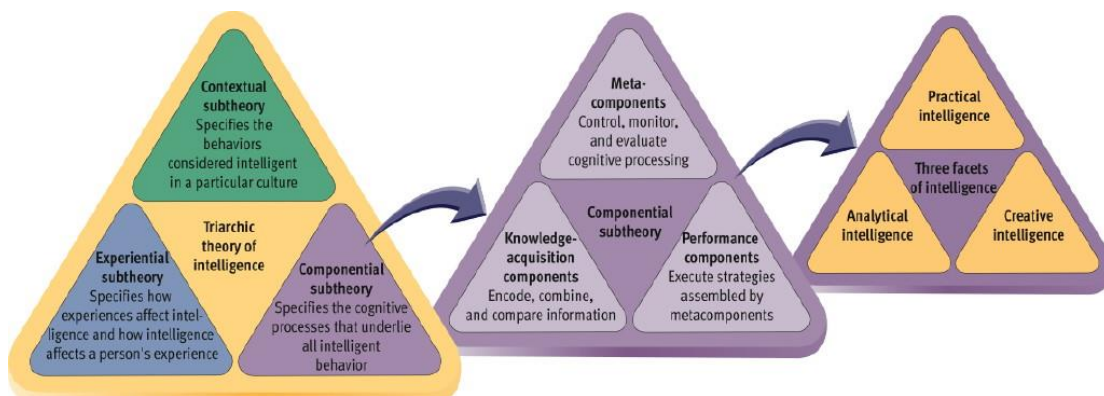 Contextual
subtheory
Specifies the
behaviors
considered intelligent
in a particular culture
Triarchic
theory of
intelligence
Experiential
subtheory
Specifies how
experiences affect intel-
ligence and how intelligence
affects a person's experience
Componential
subtheory
Specifies the cognitive
processes that underlie
all intelligent
behavior
Meta-
components
Control, monitor,
and evaluate
cognitive processing
Componential
subtheory
Knowledge-
acquisition
components
Encode, combine,
and compare information
Performance
components
Execute strategies
assembled by
metacomponents
Practical
intelligence
Three facets
of intelligence
Analytical
intelligence
Creative
intelligence